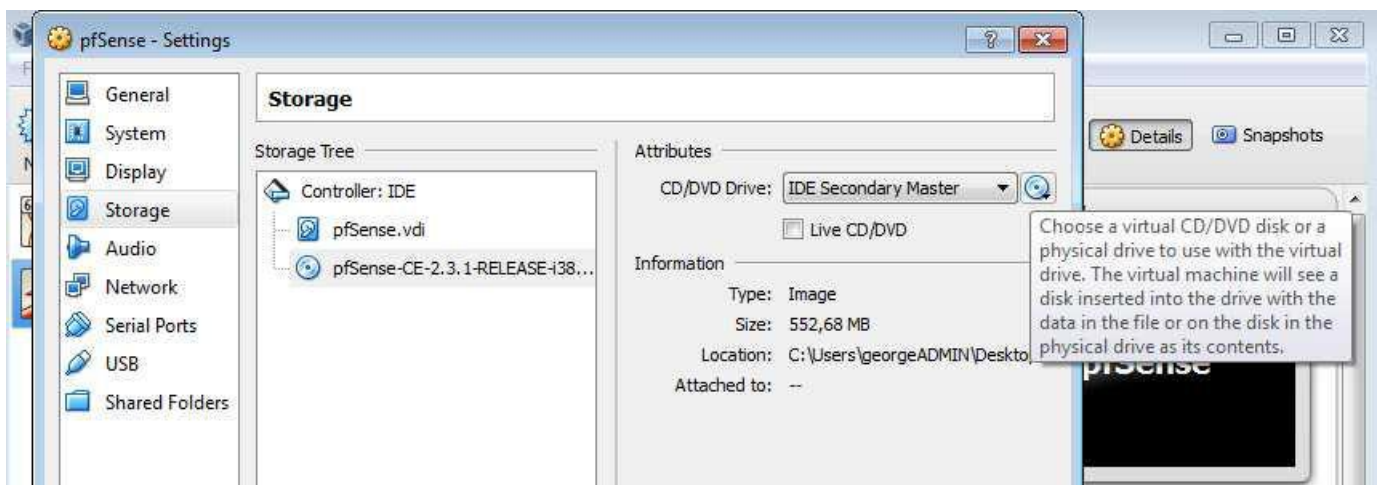 pfSense - Settings
General
System
Display
Storage
Audio
Network
Serial Ports
USB
Shared Folders
Storage
Storage Tree
Controller: IDE
pfSense.vdi
pfSense-CE-2.3.1-RELEASE-i38...
Attributes
CD/DVD Drive: IDE Secondary Master
Live CD/DVD
Information
Type: Image
Size: 552,68 MB
Location: C:\Users\georgeADMIN\Deskto
Attached to: --
Details
Snapshots
Choose a virtual CD/DVD disk or a
physical drive to use with the virtual
drive. The virtual machine will see a
disk inserted into the drive with the
data in the file or on the disk in the
physical drive as its contents.
pfSense